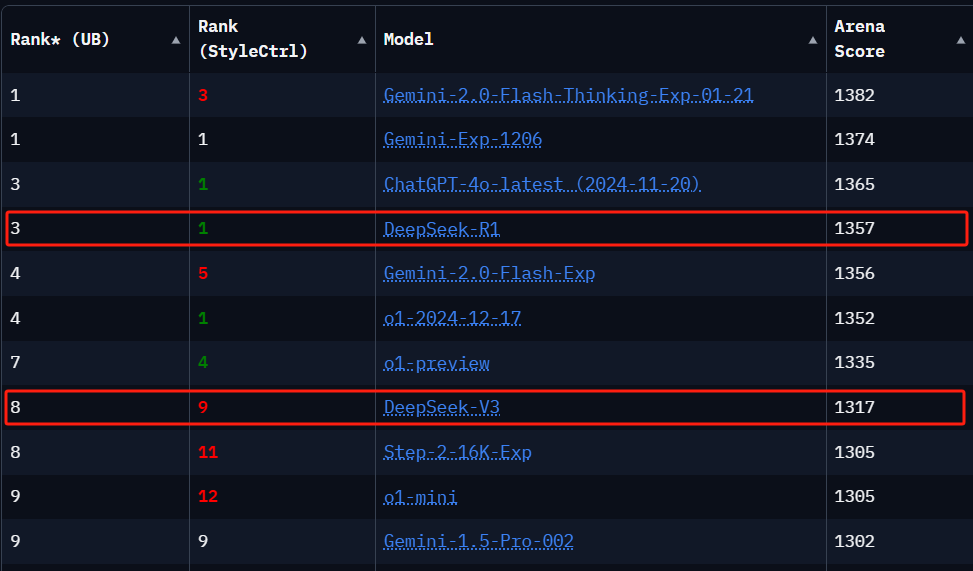 Rank* (UB) ▲ Rank (StyleCtrl) ▲ Model ▲ Arena Score ▲
1 3 Gemini-2.0-Flash-Thinking-Exp-01-21 1382
1 1 Gemini-Exp-1206 1374
3 1 ChatGPT-4o-latest (2024-11-20) 1365
3 1 DeepSeek-R1 1357
4 5 Gemini-2.0-Flash-Exp 1356
4 1 o1-2024-12-17 1352
7 4 o1-preview 1335
8 9 DeepSeek-V3 1317
8 11 Step-2-16K-Exp 1305
9 12 o1-mini 1305
9 9 Gemini-1.5-Pro-002 1302